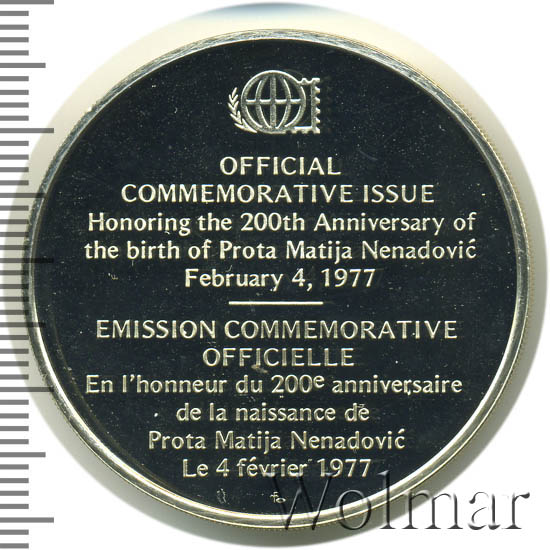 OFFICIAL
COMMEMORATIVE ISSUE
Honoring the 200th Anniversary of
the birth of Prota Matija Nenadović
February 4, 1977
EMISSION COMMEMORATIVE
OFFICIELLE
En l'honneur du 200e anniversaire
de la naissance de
Prota Matija Nenadović
Le 4 février 1977
Wolmar